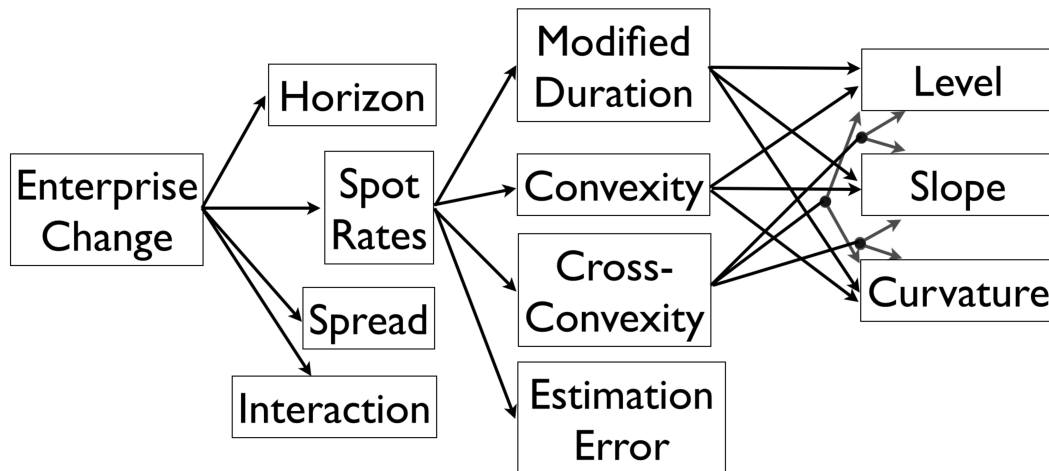 Enterprise
Change
Horizon
Spot
Rates
Spread
Interaction
Modified
Duration
Convexity
Cross-
Convexity
Estimation
Error
Level
Slope
Curvature